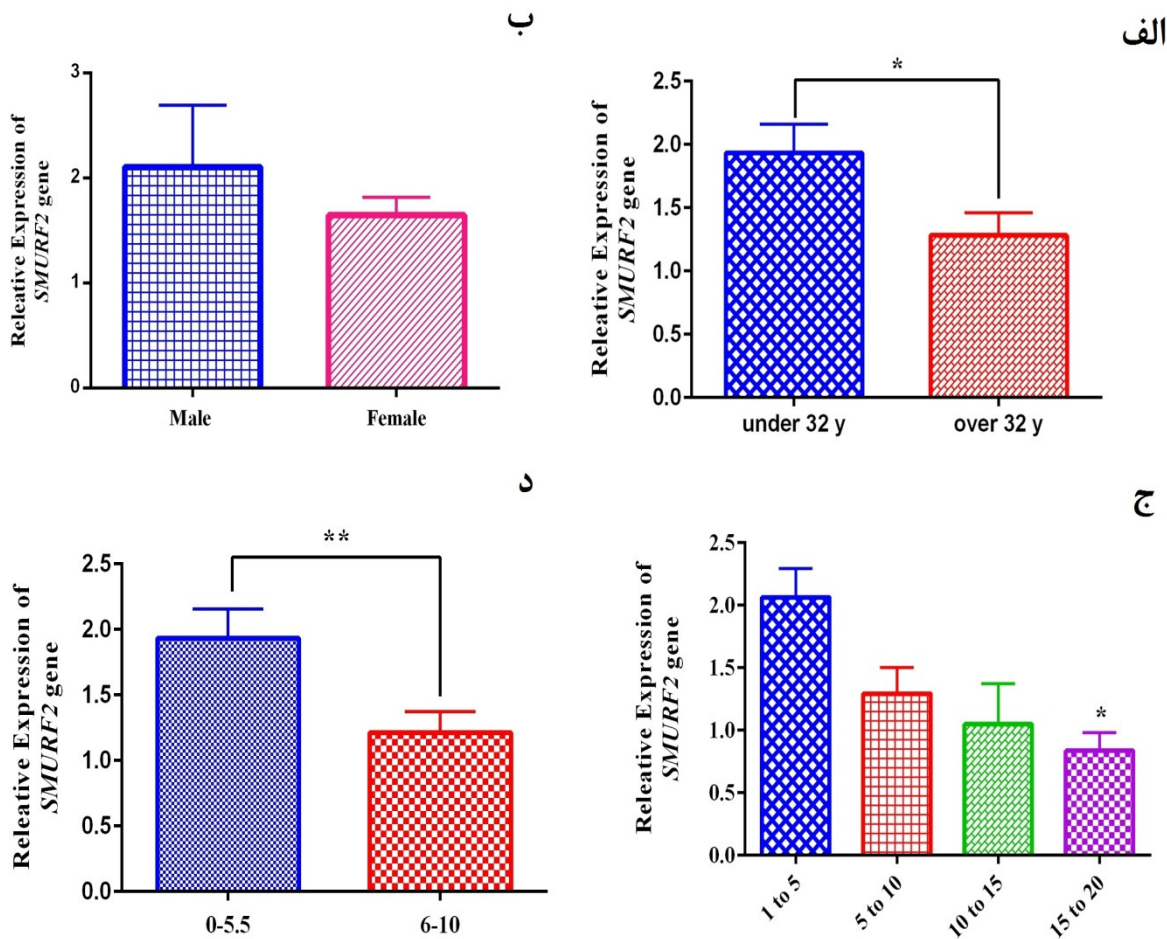 الف
Releative Expression of
SMURF2 gene
2.5
2.0
1.5
1.0
0.5
0.0
*
under 32 y
over 32 y
ب
Releative Expression of
SMURF2 gene
3
2
1
0
Male
Female
ج
Releative Expression of
SMURF2 gene
2.5
2.0
1.5
1.0
0.5
0.0
*
1 to 5
5 to 10
10 to 15
15 to 20
د
Releative Expression of
SMURF2 gene
2.5
2.0
1.5
1.0
0.5
0.0
**
0-5.5
6-10